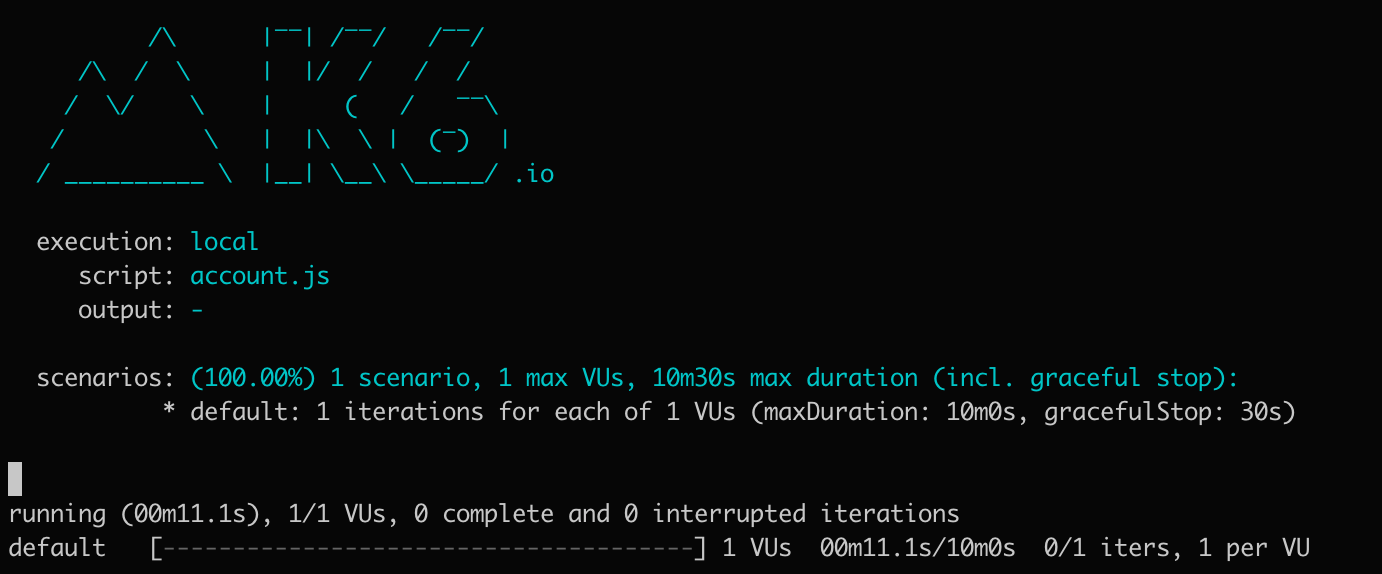 /\      |‾‾| /‾‾/   /‾‾/
    /\  /  \     |  |/  /   /  /
   /  \/    \    |     (   /   ‾‾\
  /          \   |  |\  \ |  (‾)  |
 / __________ \  |__| \__\ \_____/ .io
execution: local
script: account.js
output: -
scenarios: (100.00%) 1 scenario, 1 max VUs, 10m30s max duration (incl. graceful stop):
* default: 1 iterations for each of 1 VUs (maxDuration: 10m0s, gracefulStop: 30s)
running (00m11.1s), 1/1 VUs, 0 complete and 0 interrupted iterations
default   [--------------------------------------] 1 VUs  00m11.1s/10m0s  0/1 iters, 1 per VU